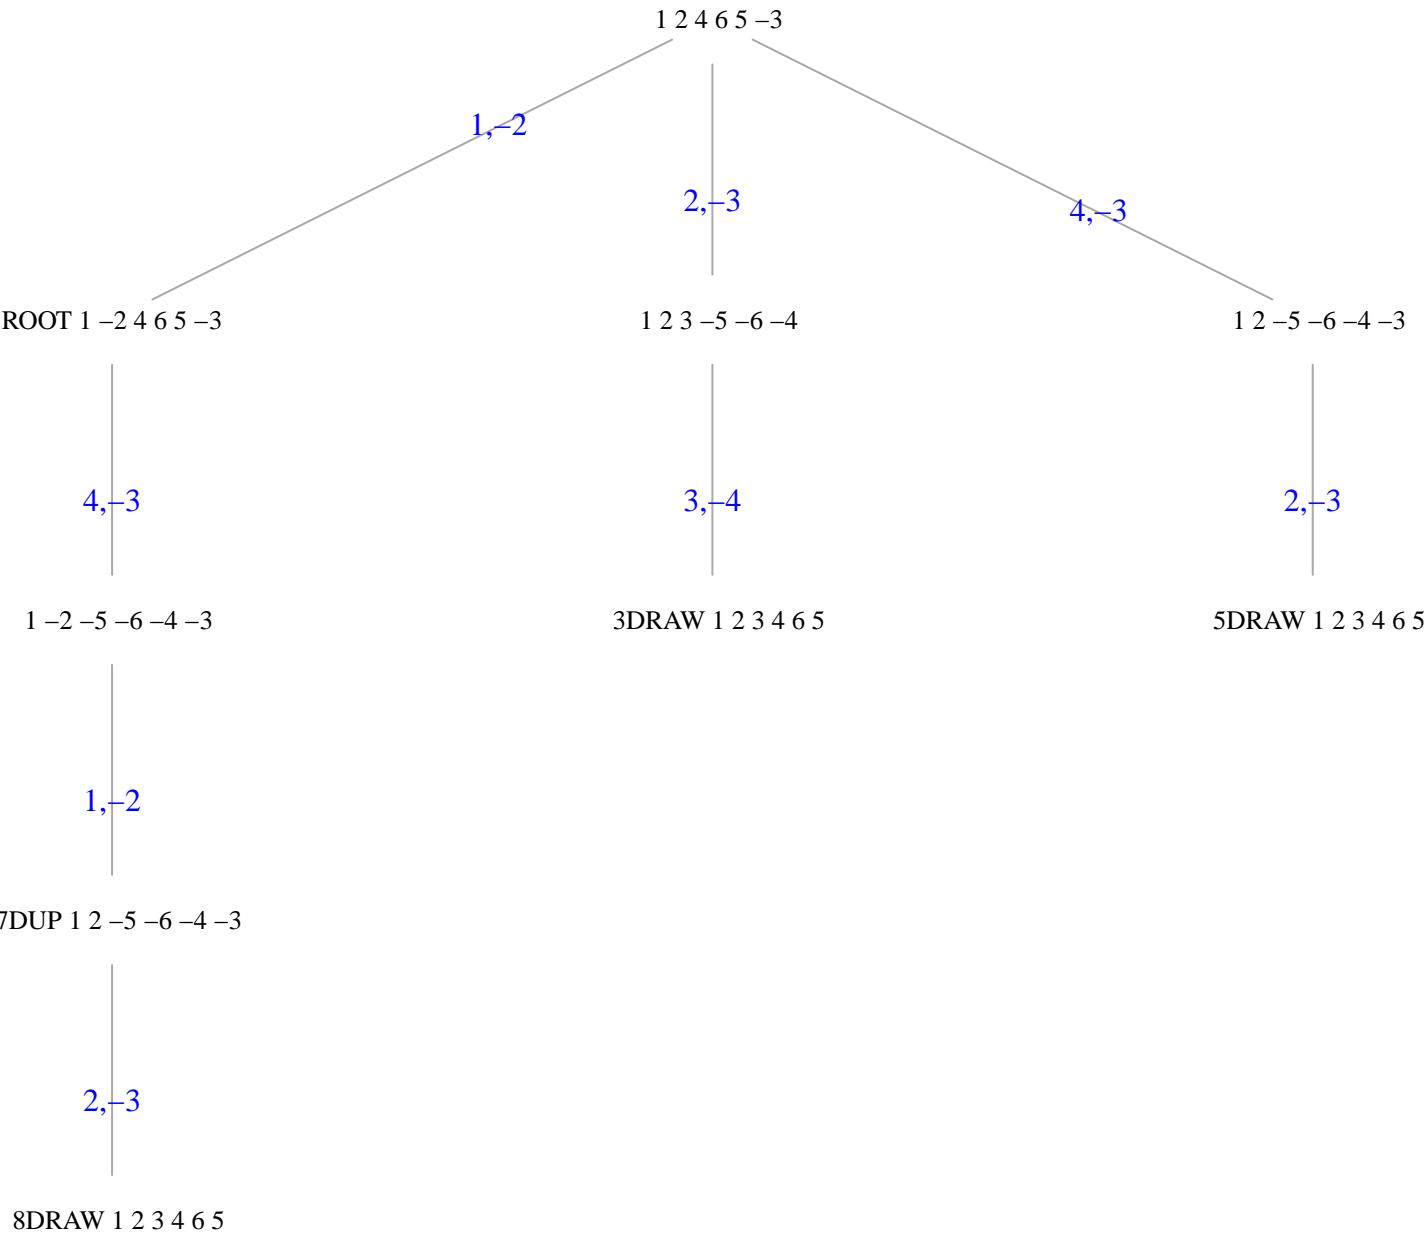 1 2 4 6 5 –3
1,–2
2,–3
4,–3
ROOT 1 –2 4 6 5 –3
1 2 3 –5 –6 –4
1 2 –5 –6 –4 –3
4,–3
3,–4
2,–3
1 –2 –5 –6 –4 –3
3DRAW 1 2 3 4 6 5
5DRAW 1 2 3 4 6 5
1,–2
7DUP 1 2 –5 –6 –4 –3
2,–3
8DRAW 1 2 3 4 6 5